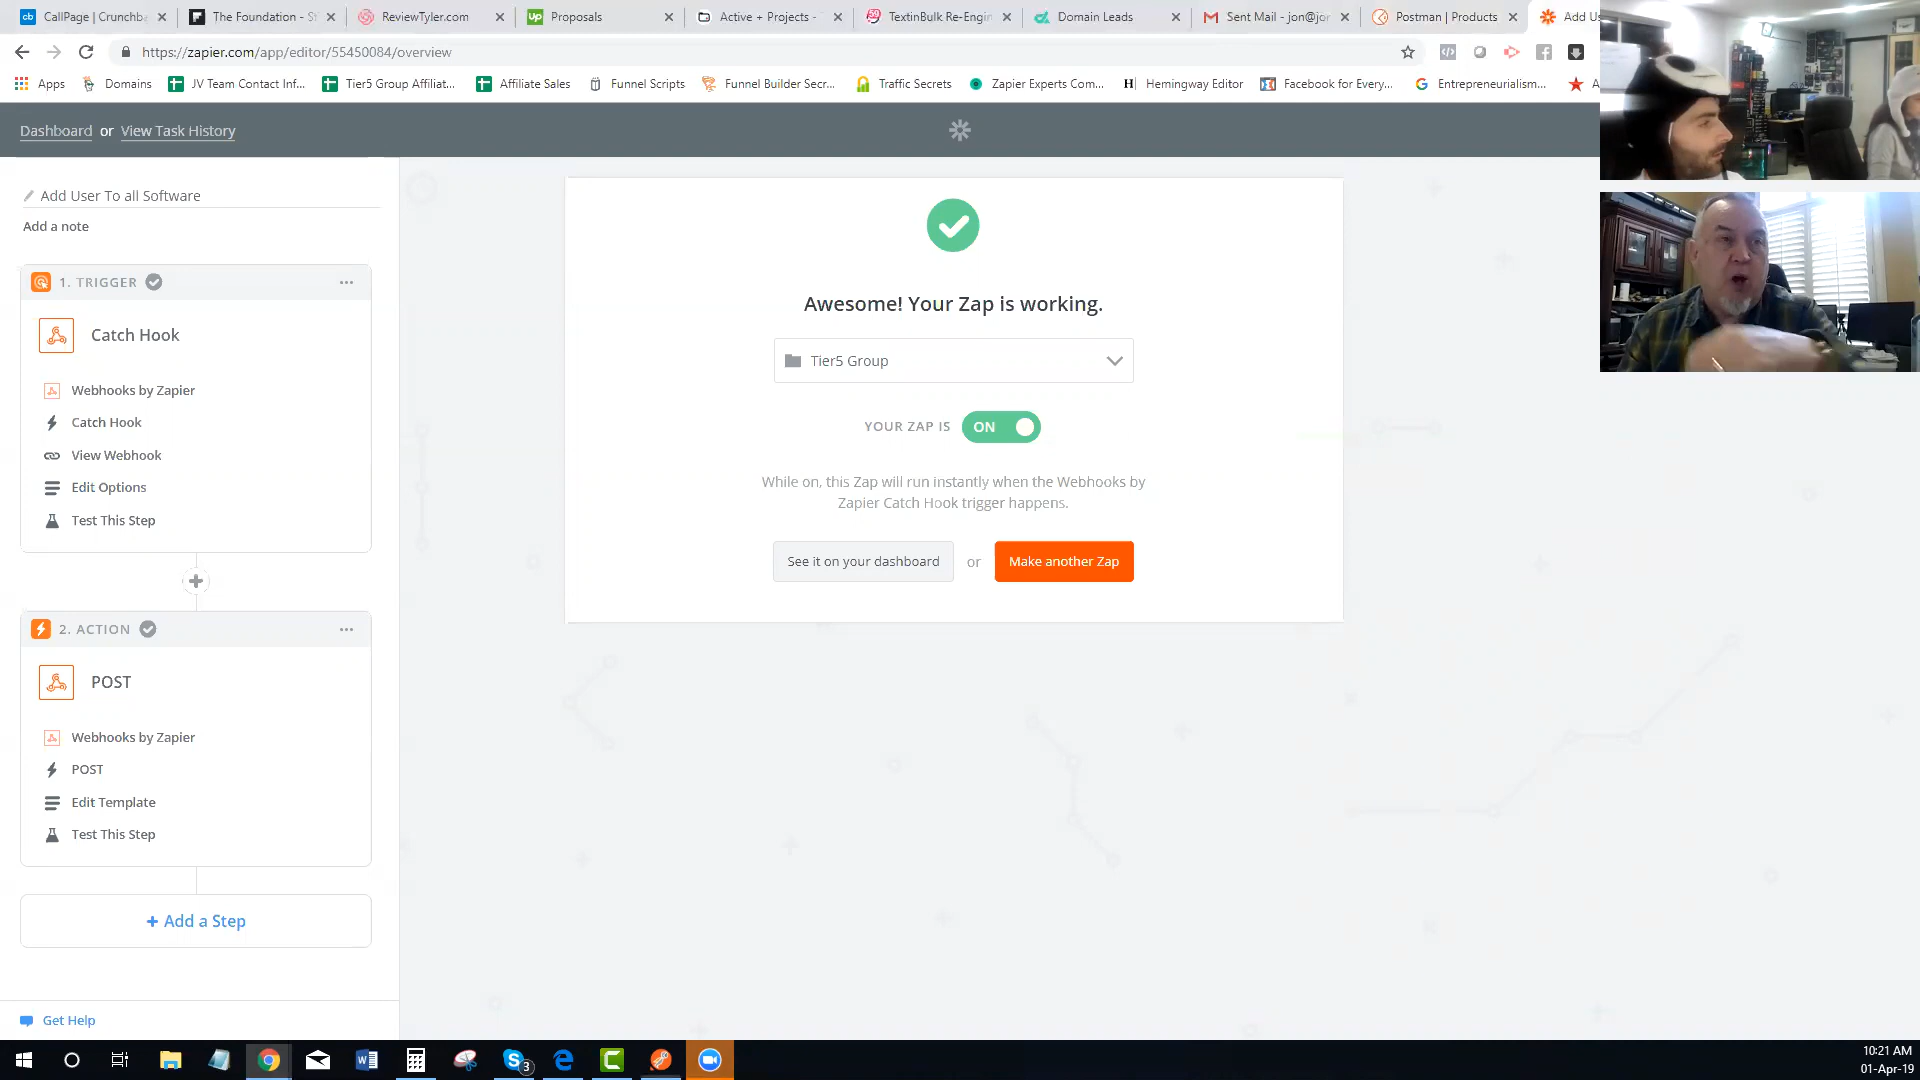 CallPage | Crunchba
The Foundation - St
ReviewTyler.com
Proposals
Active + Projects -
TextinBulk Re-Engin
Domain Leads
Sent Mail - jon@jor
Postman | Products
Add Us
https://zapier.com/app/editor/55450084/overview
Apps
Domains
JV Team Contact Inf...
Tier5 Group Affiliat...
Affiliate Sales
Funnel Scripts
Funnel Builder Secr...
Traffic Secrets
Zapier Experts Com...
Hemingway Editor
Facebook for Every...
Entrepreneurialism...
Dashboard or View Task History
Add User To all Software
Add a note
1. TRIGGER
Catch Hook
Webhooks by Zapier
Catch Hook
View Webhook
Edit Options
Test This Step
2. ACTION
POST
Webhooks by Zapier
POST
Edit Template
Test This Step
+ Add a Step
Get Help
Awesome! Your Zap is working.
Tier5 Group
YOUR ZAP IS ON
While on, this Zap will run instantly when the Webhooks by
Zapier Catch Hook trigger happens.
See it on your dashboard or Make another Zap
3
10:21 AM
01-Apr-19